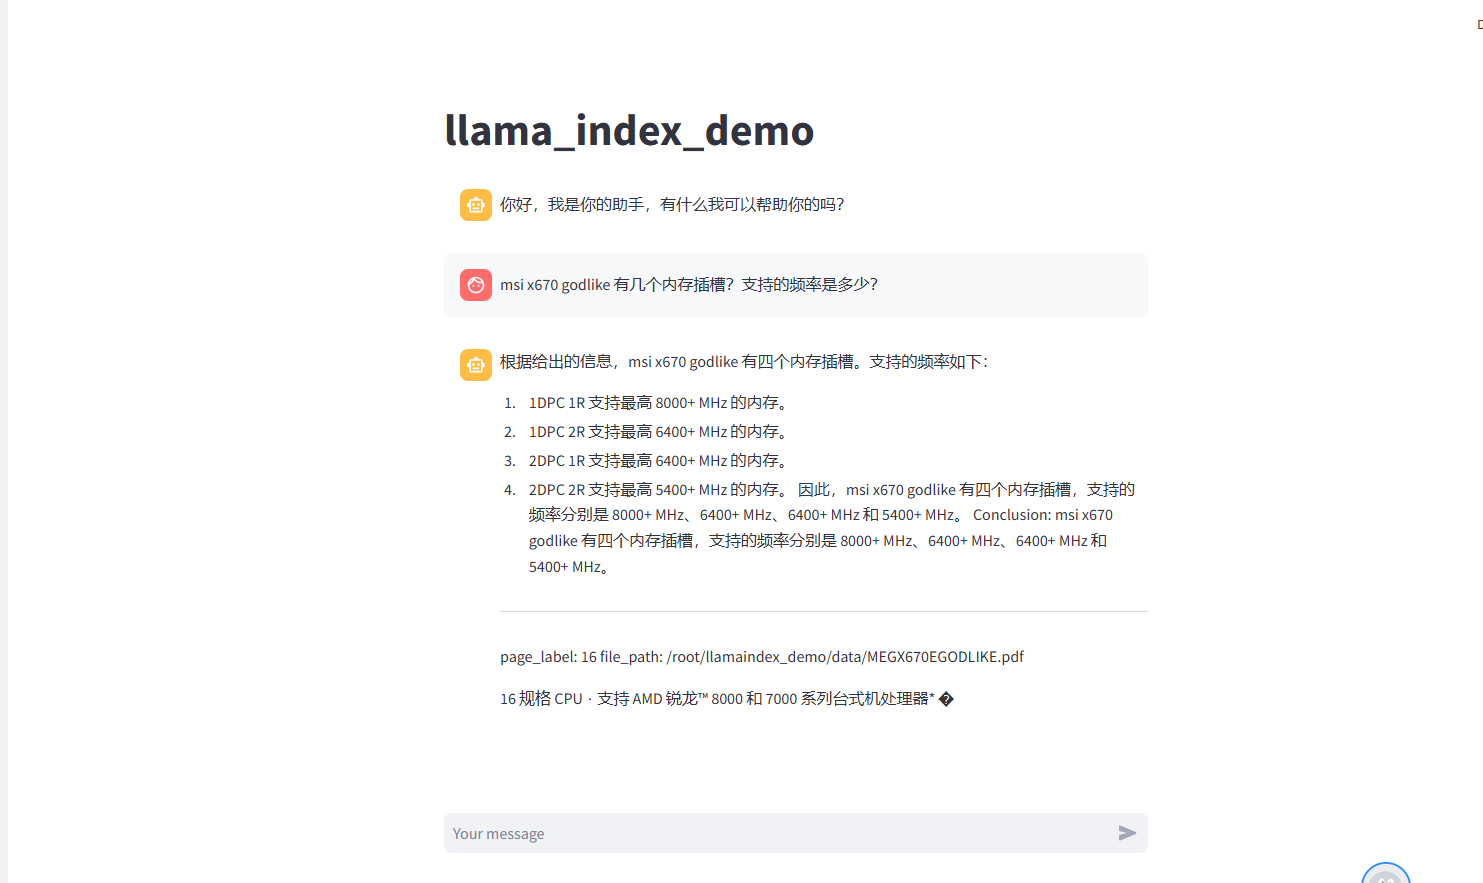 llama_index_demo
你好，我是你的助手，有什么我可以帮助你的吗？
msi x670 godlike 有几个内存插槽？支持的频率是多少？
根据给出的信息，msi x670 godlike 有四个内存插槽。支持的频率如下：
1. 1DPC 1R 支持最高 8000+ MHz 的内存。
2. 1DPC 2R 支持最高 6400+ MHz 的内存。
3. 2DPC 1R 支持最高 6400+ MHz 的内存。
4. 2DPC 2R 支持最高 5400+ MHz 的内存。 因此，msi x670 godlike 有四个内存插槽，支持的
频率分别是 8000+ MHz、6400+ MHz、6400+ MHz 和 5400+ MHz。 Conclusion: msi x670
godlike 有四个内存插槽，支持的频率分别是 8000+ MHz、6400+ MHz、6400+ MHz 和
5400+ MHz。
page_label: 16 file_path: /root/llamaindex_demo/data/MEGX670EGODLIKE.pdf
16 规格 CPU · 支持 AMD 锐龙™ 8000 和 7000 系列台式机处理器* �
Your message